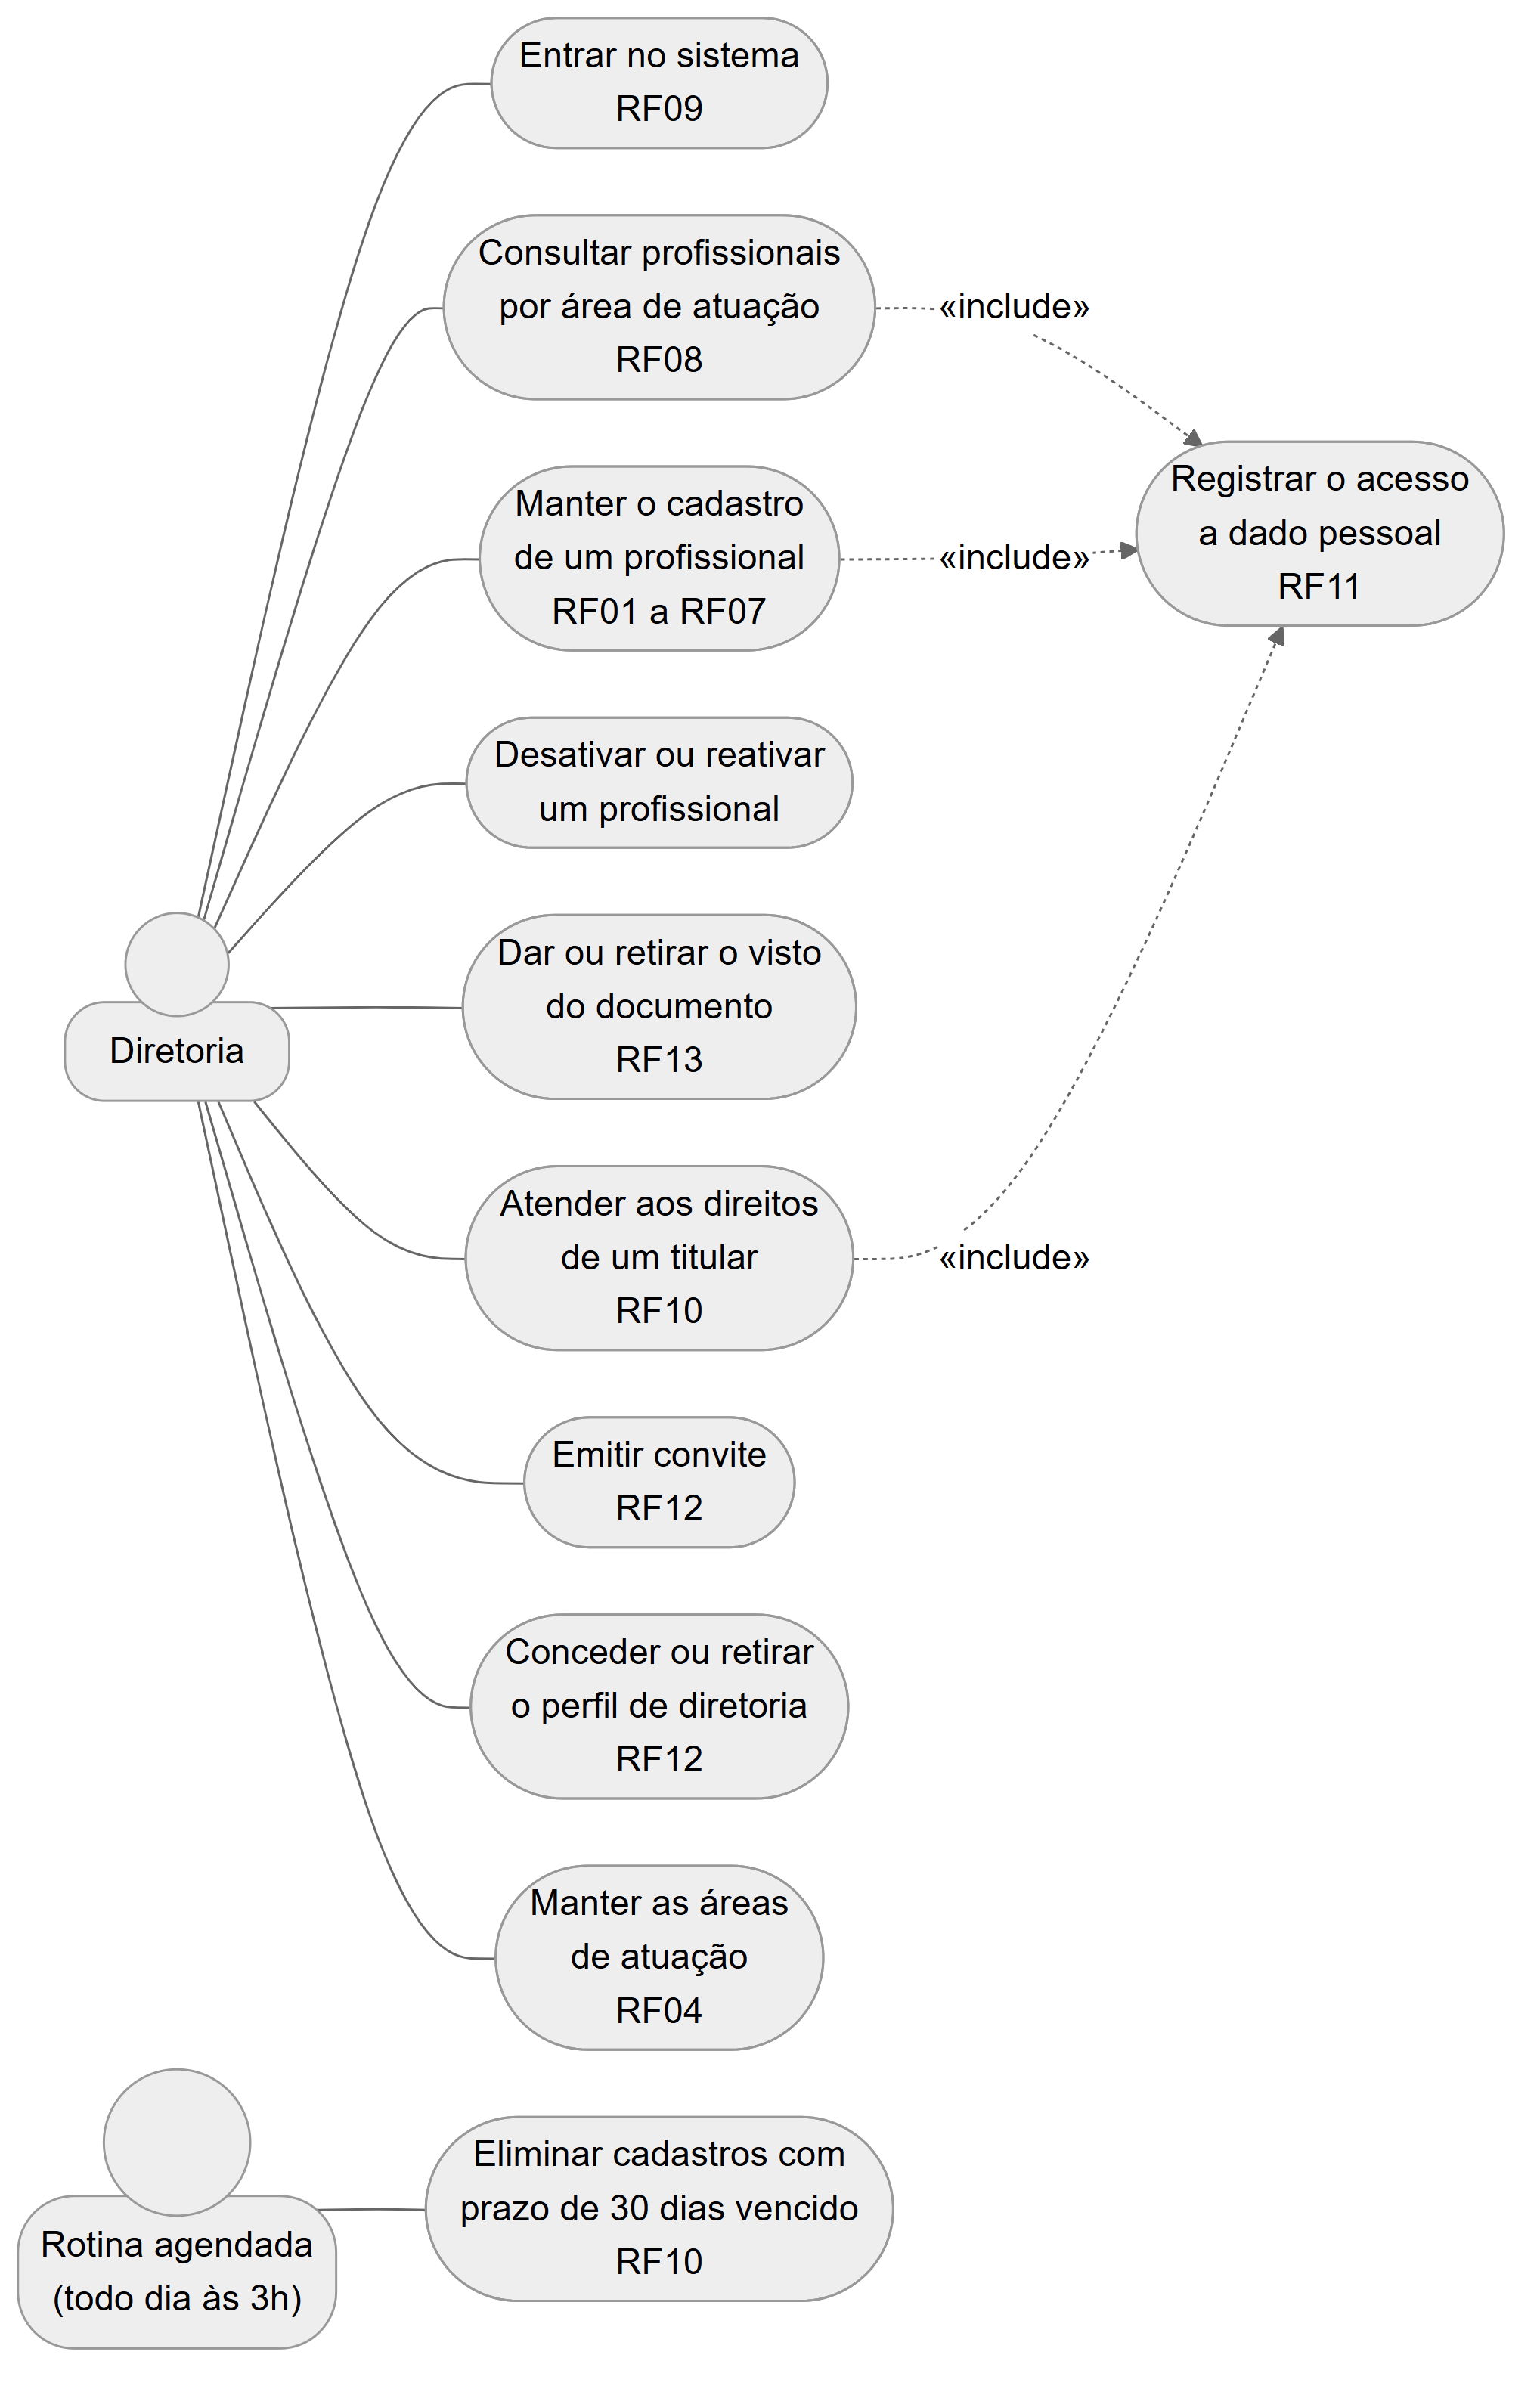 Entrar no sistema
RF09
Consultar profissionais
por área de atuação
RF08
«include»
Manter o cadastro
de um profissional
RF01 a RF07
«include»
Registrar o acesso
a dado pessoal
RF11
Desativar ou reativar
um profissional
Dar ou retirar o visto
do documento
RF13
Diretoria
Atender aos direitos
de um titular
RF10
«include»
Emitir convite
RF12
Conceder ou retirar
o perfil de diretoria
RF12
Manter as áreas
de atuação
RF04
Eliminar cadastros com
prazo de 30 dias vencido
RF10
Rotina agendada
(todo dia às 3h)